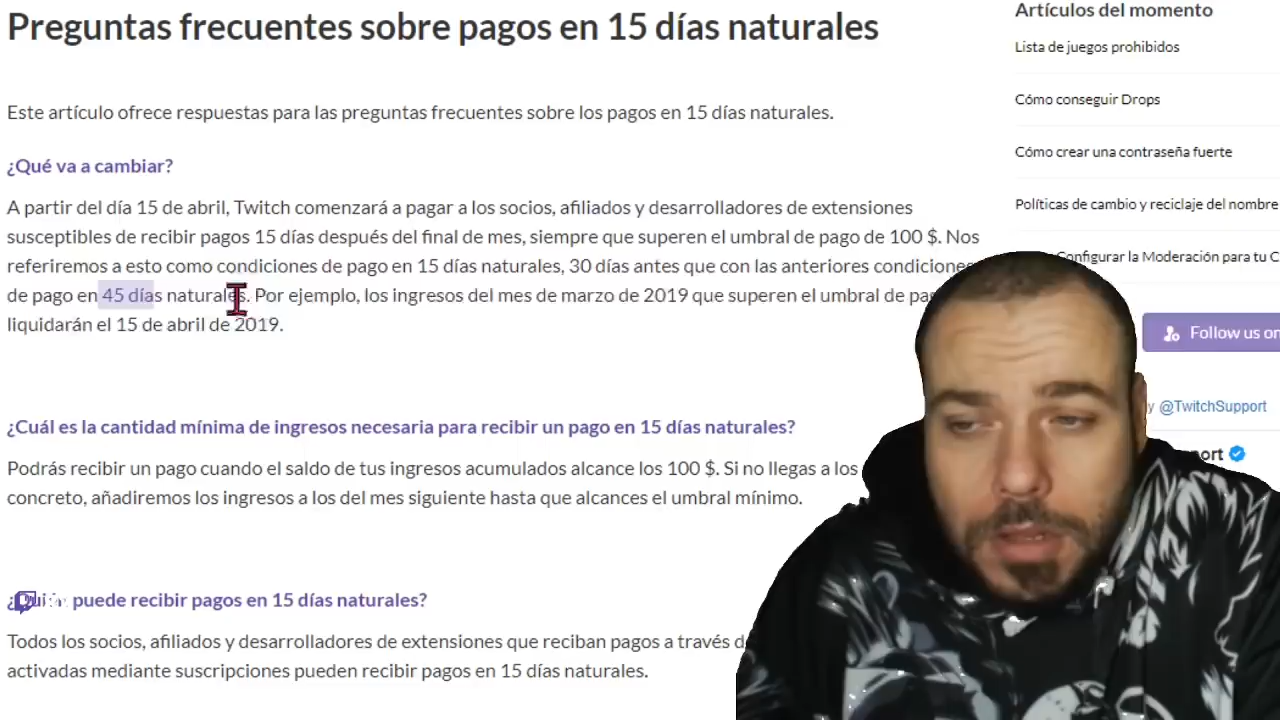 Preguntas frecuentes sobre pagos en 15 días naturales
Este artículo ofrece respuestas para las preguntas frecuentes sobre los pagos en 15 días naturales.
¿Qué va a cambiar?
A partir del día 15 de abril, Twitch comenzará a pagar a los socios, afiliados y desarrolladores de extensiones
susceptibles de recibir pagos 15 días después del final de mes, siempre que superen el umbral de pago de 100 $. Nos
referiremos a esto como condiciones de pago en 15 días naturales, 30 días antes que con las anteriores condiciones
de pago en 45 días naturales. Por ejemplo, los ingresos del mes de marzo de 2019 que superen el umbral de
liquidarán el 15 de abril de 2019.
¿Cuál es la cantidad mínima de ingresos necesaria para recibir un pago en 15 días naturales?
Podrás recibir un pago cuando el saldo de tus ingresos acumulados alcance los 100 $. Si no llegas a los
concreto, añadiremos los ingresos a los del mes siguiente hasta que alcances el umbral mínimo.
puede recibir pagos en 15 días naturales?
Todos los socios, afiliados y desarrolladores de extensiones que reciban pagos a través
activadas mediante suscripciones pueden recibir pagos en 15 días naturales.
Artículos del momento
Lista de juegos prohibidos
Cómo conseguir Drops
Cómo crear una contraseña fuerte
Políticas de cambio y reciclaje del nombre
Configurar la Moderación para tu
Follow us on
@TwitchSupport